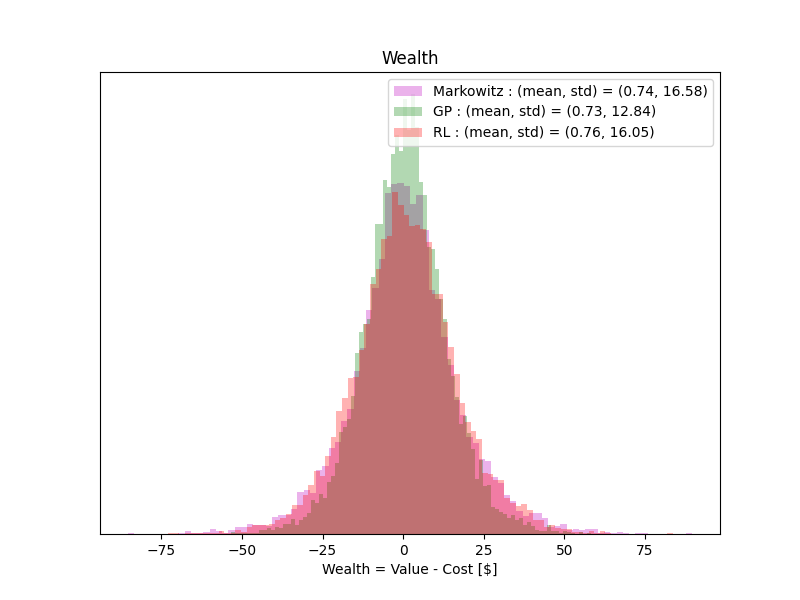 Wealth
Markowitz : (mean, std) = (0.74, 16.58)
GP : (mean, std) = (0.73, 12.84)
RL : (mean, std) = (0.76, 16.05)
−75 −50 −25 0 25 50 75
Wealth = Value - Cost [$]